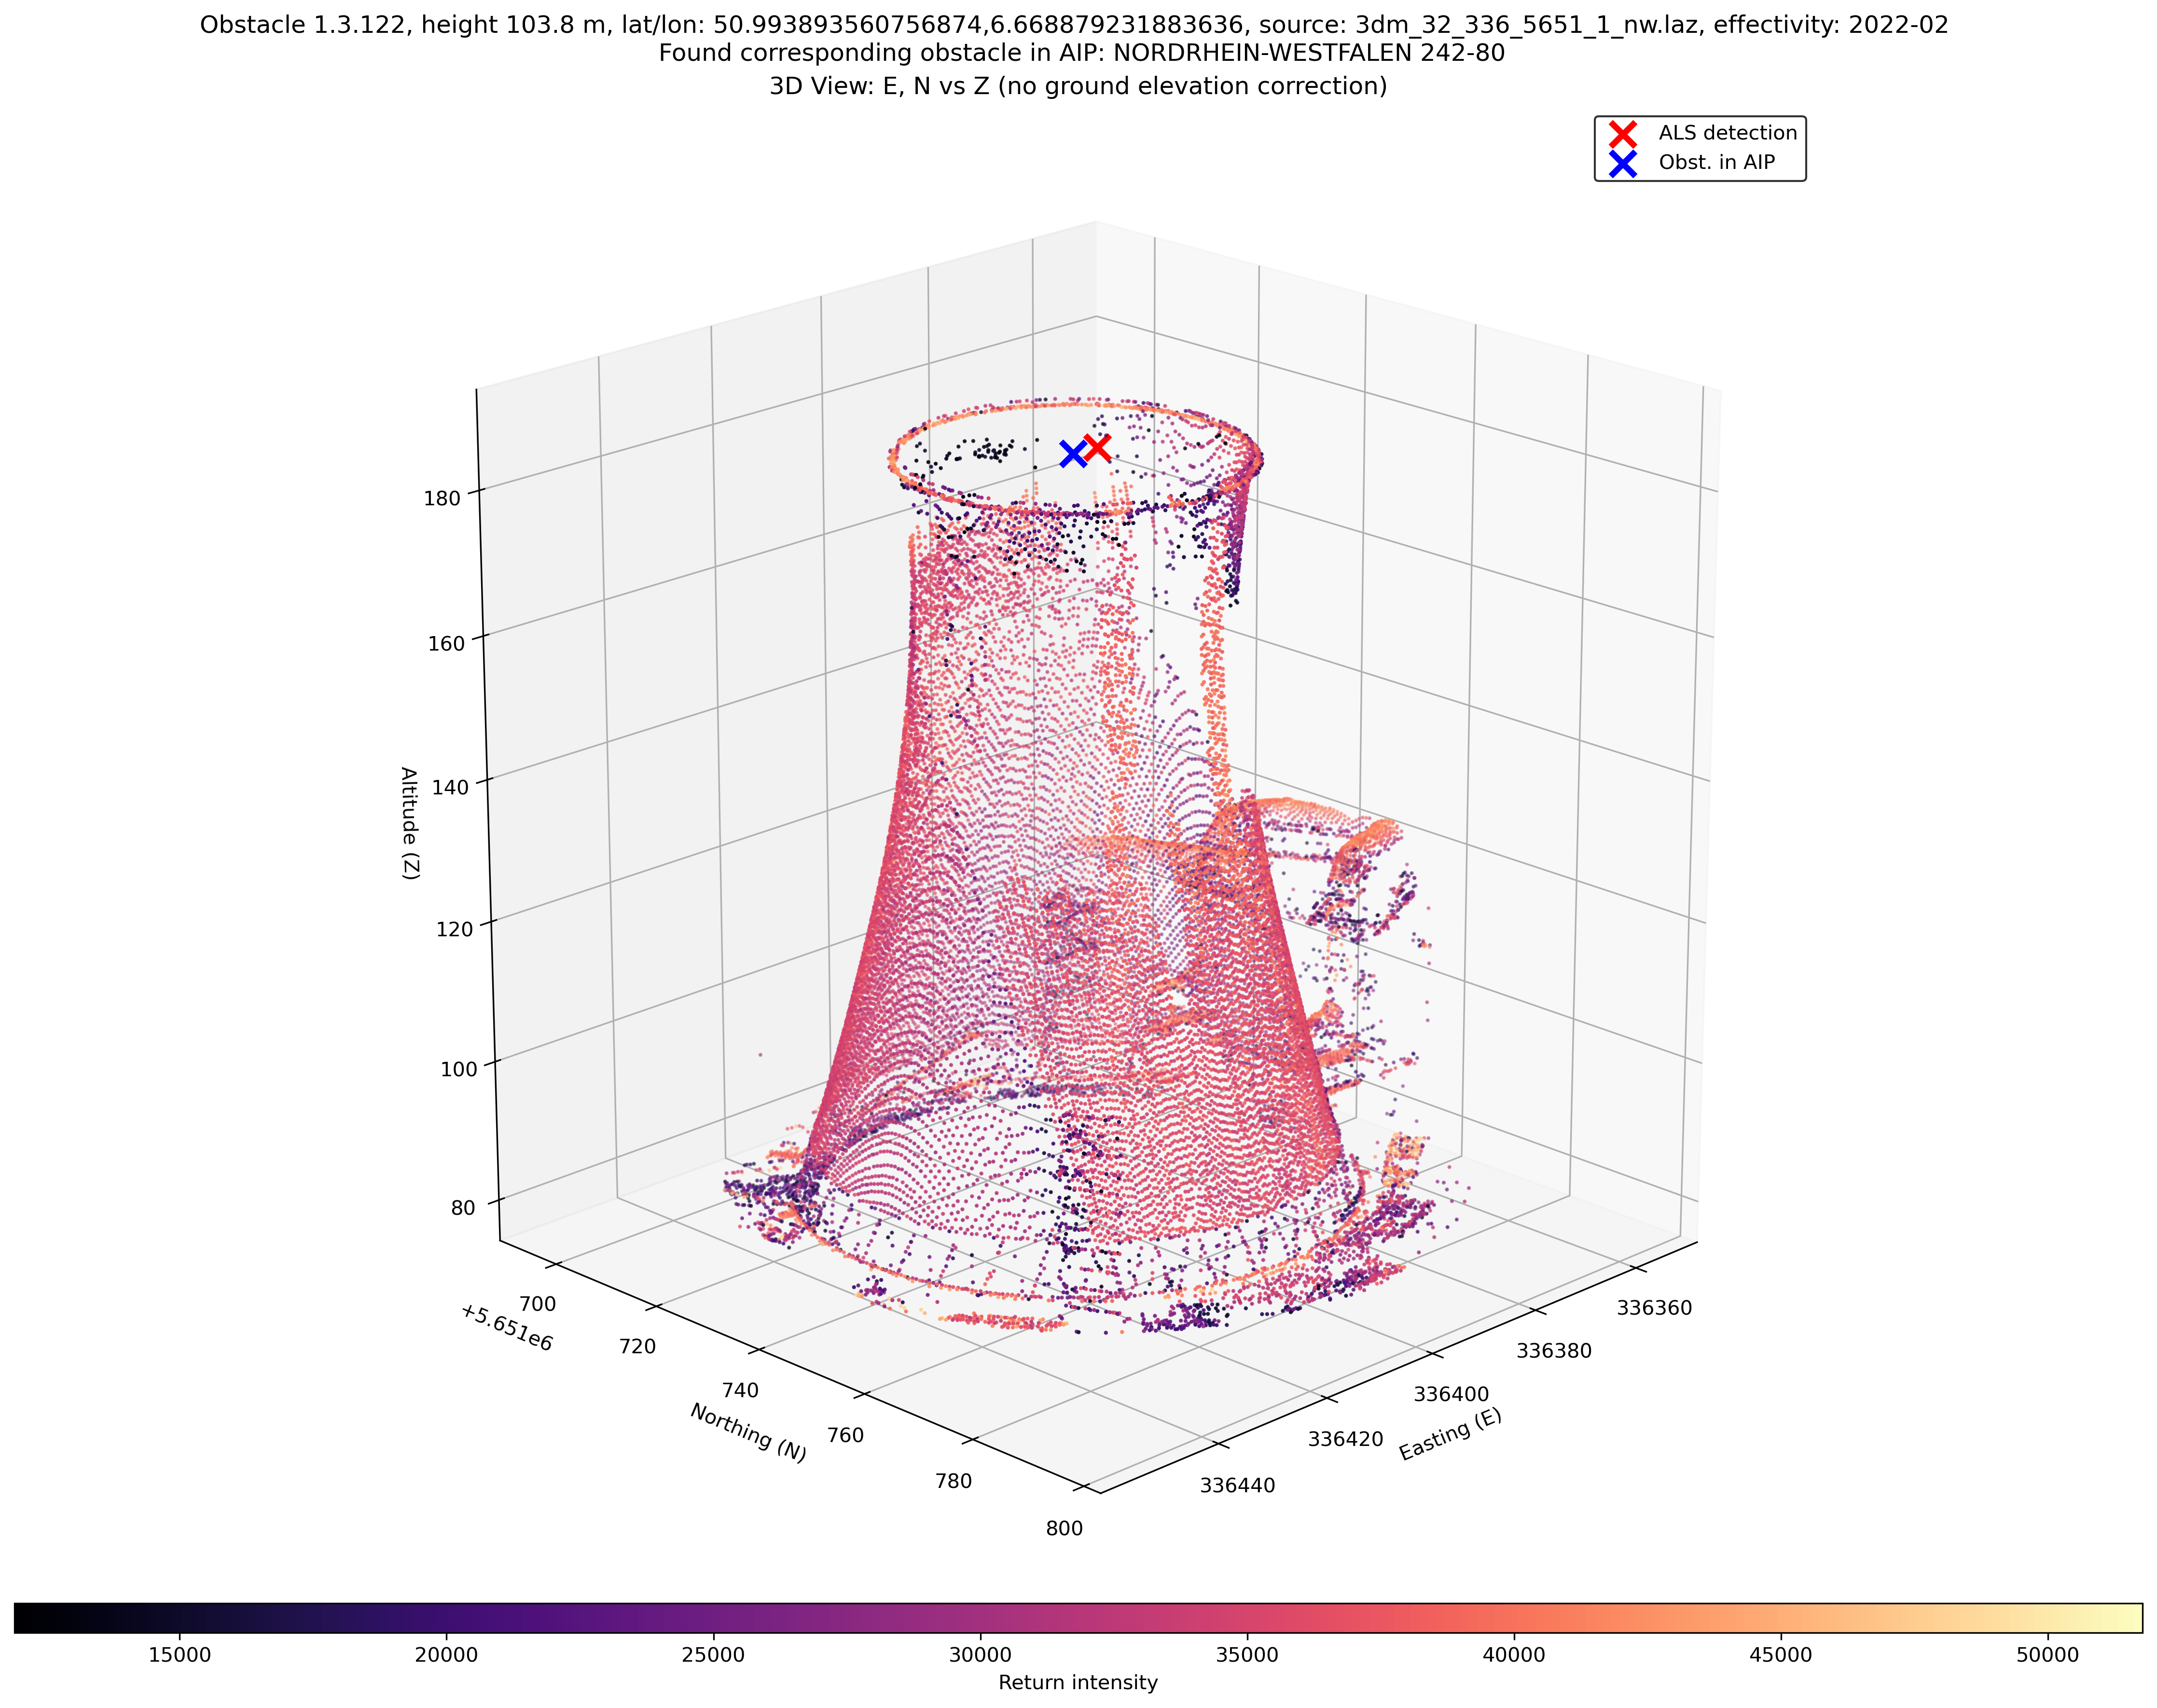 Obstacle 1.3.122, height 103.8 m, lat/lon: 50.993893560756874,6.668879231883636, source: 3dm_32_336_5651_1_nw.laz, effectivity: 2022-02
Found corresponding obstacle in AIP: NORDRHEIN-WESTFALEN 242-80
3D View: E, N vs Z (no ground elevation correction)
ALS detection
Obst. in AIP
180
160
140
120
100
80
Altitude (Z)
+5.651e6
700
720
740
760
780
800
Northing (N)
336360
336380
336400
336420
336440
Easting (E)
15000
20000
25000
30000
35000
40000
45000
50000
Return intensity